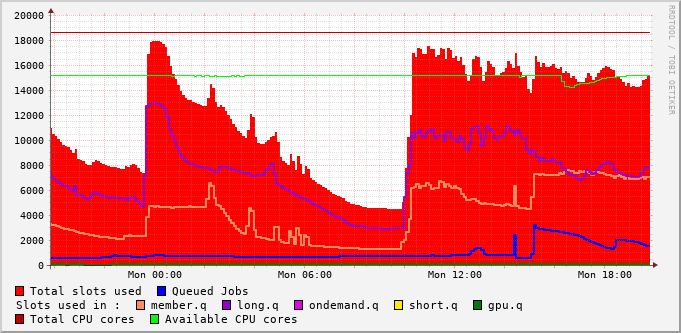 20000
18000
16000
14000
12000
10000
8000
6000
4000
2000
0
Mon 00:00 Mon 06:00 Mon 12:00 Mon 18:00
RRDTOOL / TOBI OETIKER
Total slots used Queued Jobs
Slots used in : member.q long.q ondemand.q short.q gpu.q
Total CPU cores Available CPU cores